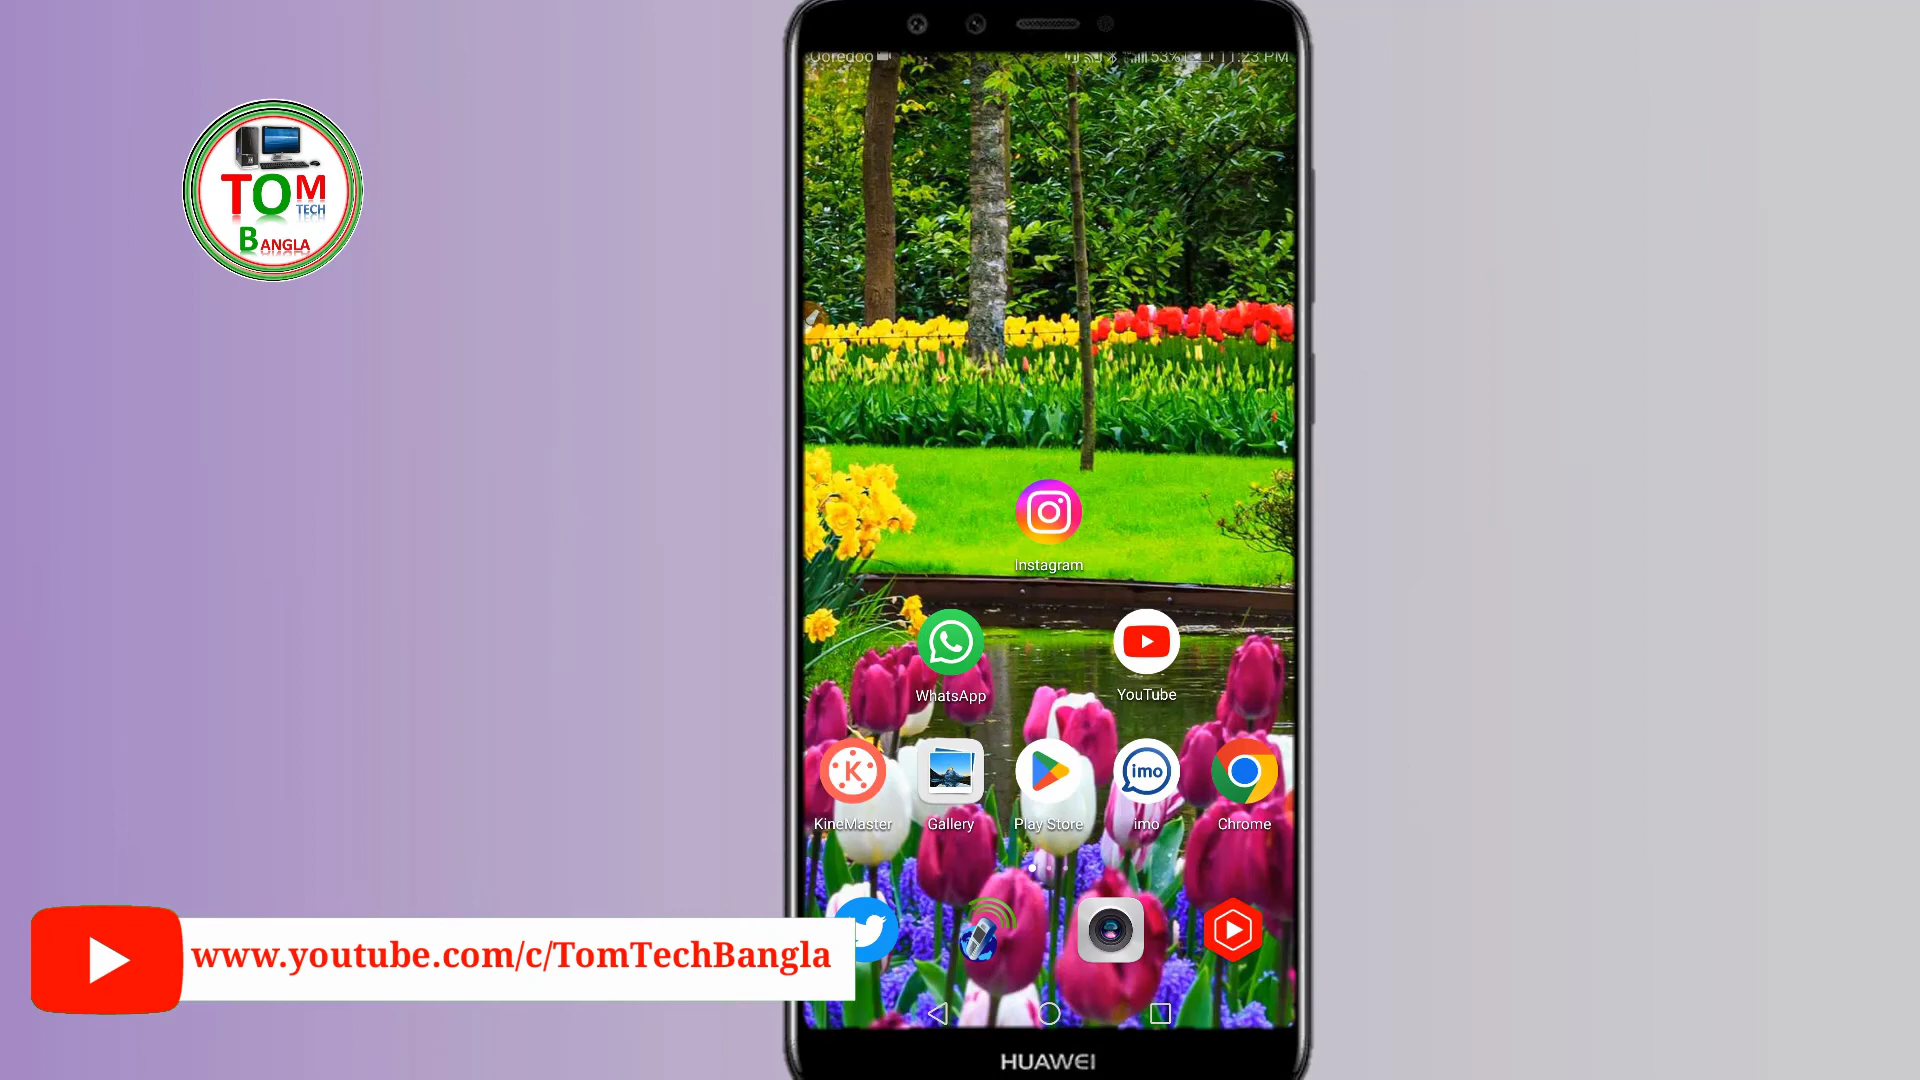 Ooredoo 53% 11:23 PM
TOM
TECH
BANGLA
Instagram
WhatsApp
YouTube
K
imo
KineMaster
Gallery
Play Store
imo
Chrome
www.youtube.com/c/TomTechBangla
HUAWEI